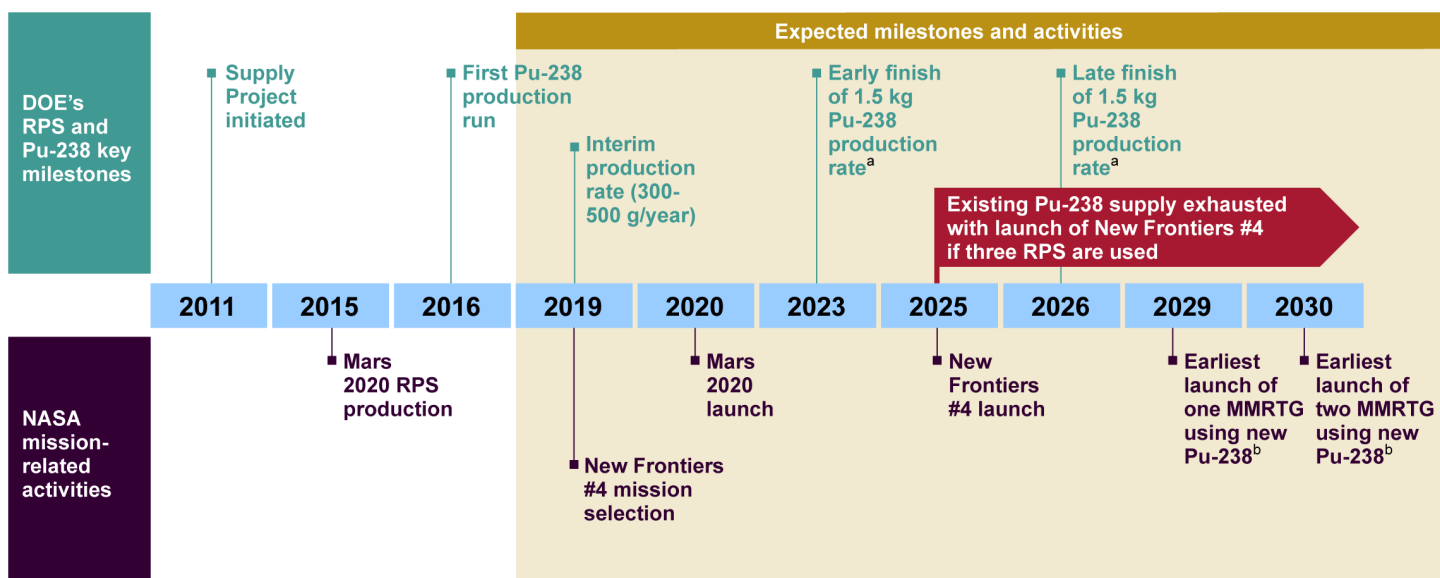 Expected milestones and activities
DOE's
RPS and
Pu-238 key
milestones
Supply
Project
initiated
First Pu-238
production
run
Interim
production
rate (300-
500 g/year)
Early finish
of 1.5 kg
Pu-238
production
rateᵃ
Late finish
of 1.5 kg
Pu-238
production
rateᵃ
Existing Pu-238 supply exhausted
with launch of New Frontiers #4
if three RPS are used
2011 2015 2016 2019 2020 2023 2025 2026 2029 2030
NASA
mission-
related
activities
Mars
2020 RPS
production
New Frontiers
#4 mission
selection
Mars
2020
launch
New
Frontiers
#4 launch
Earliest
launch of
one MMRTG
using new
Pu-238ᵇ
Earliest
launch of
two MMRTG
using new
Pu-238ᵇ